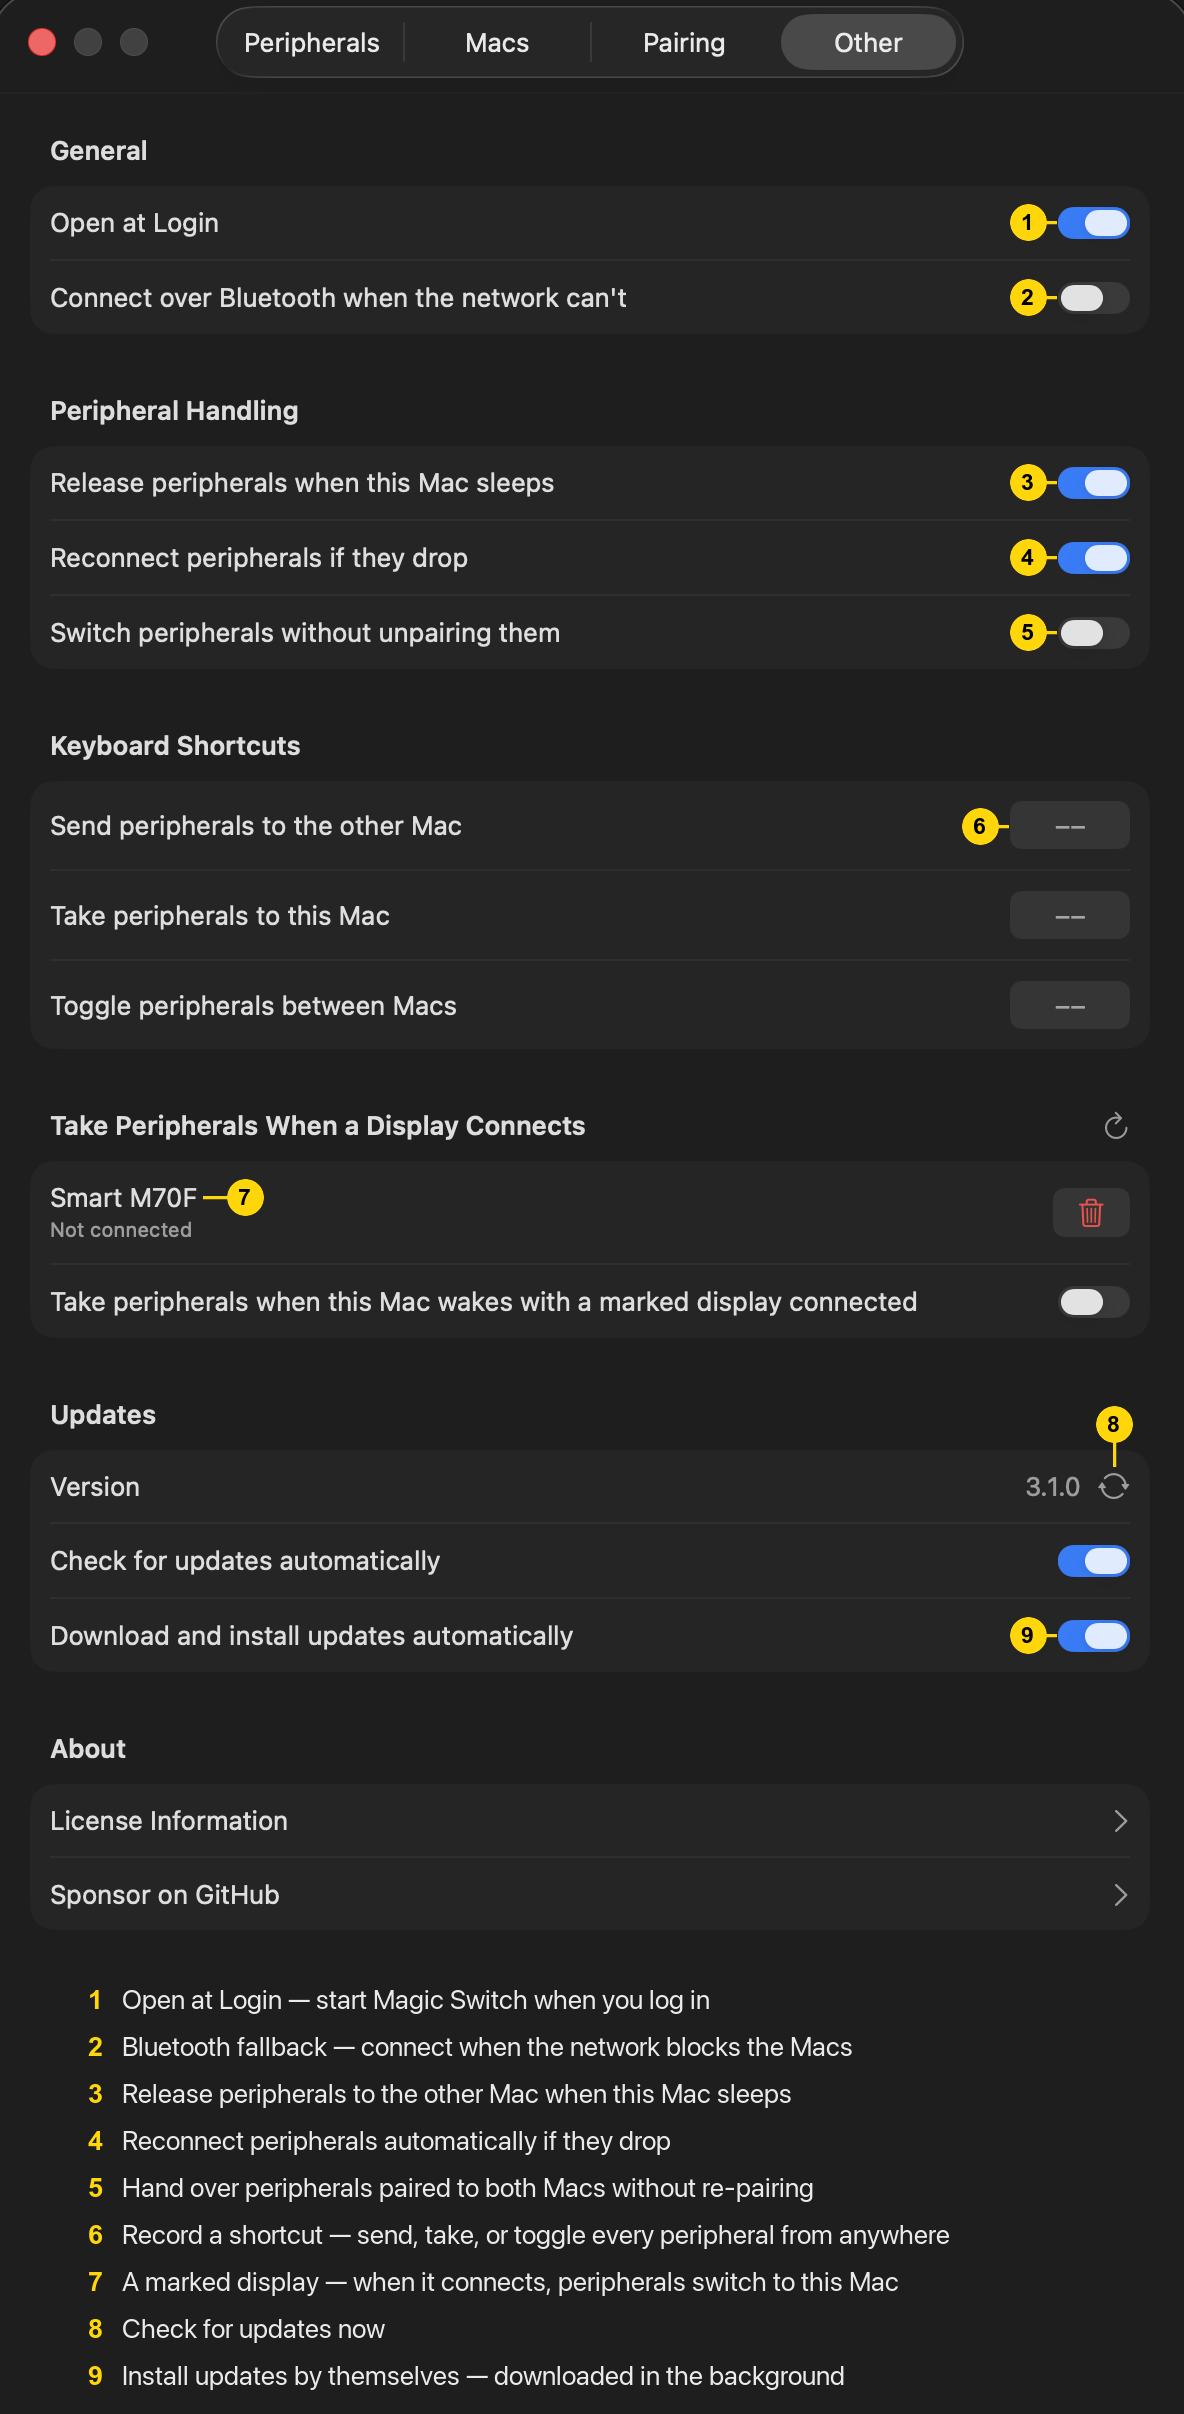 Peripherals
Macs
Pairing
Other
General
Open at Login
1
Connect over Bluetooth when the network can't
2
Peripheral Handling
Release peripherals when this Mac sleeps
3
Reconnect peripherals if they drop
4
Switch peripherals without unpairing them
5
Keyboard Shortcuts
Send peripherals to the other Mac
6
––
Take peripherals to this Mac
––
Toggle peripherals between Macs
––
Take Peripherals When a Display Connects
Smart M70F
7
Not connected
Take peripherals when this Mac wakes with a marked display connected
Updates
8
Version
3.1.0
Check for updates automatically
Download and install updates automatically
9
About
License Information
Sponsor on GitHub
1 Open at Login — start Magic Switch when you log in
2 Bluetooth fallback — connect when the network blocks the Macs
3 Release peripherals to the other Mac when this Mac sleeps
4 Reconnect peripherals automatically if they drop
5 Hand over peripherals paired to both Macs without re-pairing
6 Record a shortcut — send, take, or toggle every peripheral from anywhere
7 A marked display — when it connects, peripherals switch to this Mac
8 Check for updates now
9 Install updates by themselves — downloaded in the background